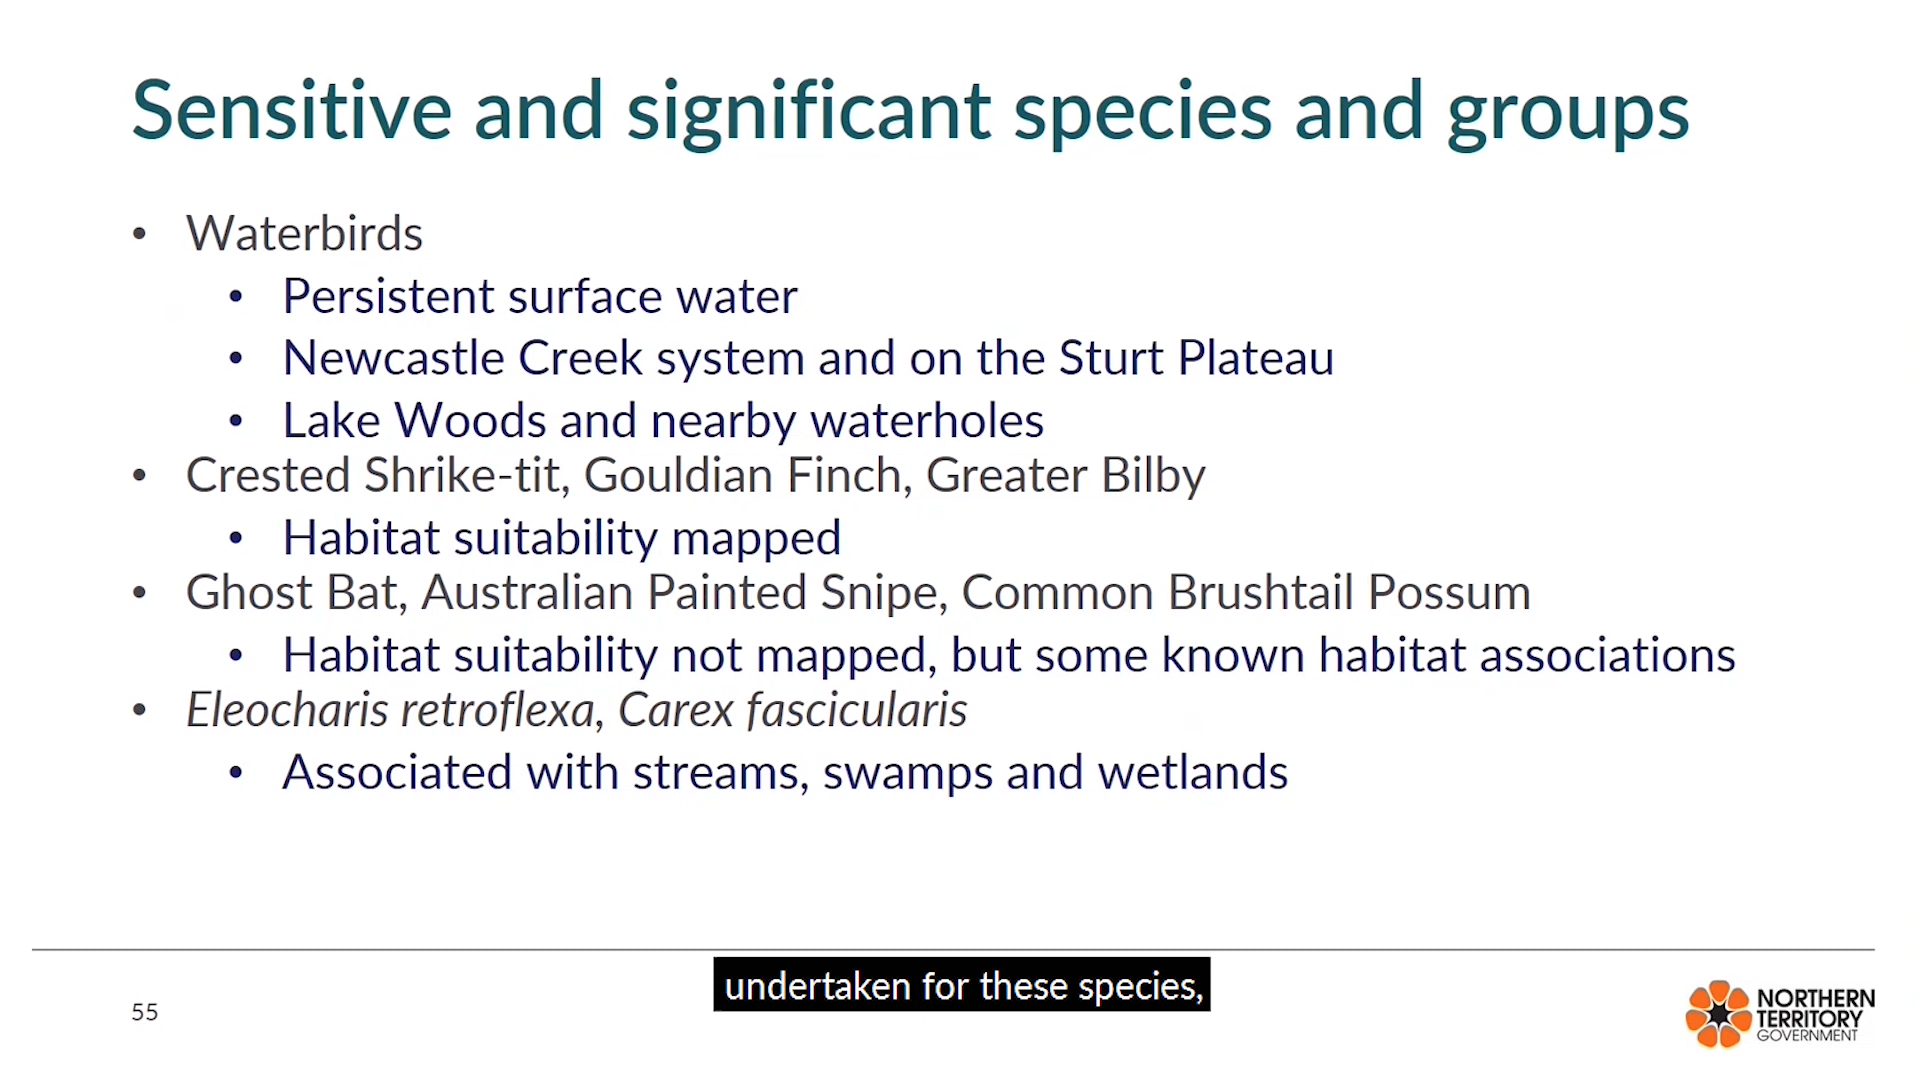 Sensitive and significant species and groups
• Waterbirds
• Persistent surface water
• Newcastle Creek system and on the Sturt Plateau
• Lake Woods and nearby waterholes
• Crested Shrike-tit, Gouldian Finch, Greater Bilby
• Habitat suitability mapped
• Ghost Bat, Australian Painted Snipe, Common Brushtail Possum
• Habitat suitability not mapped, but some known habitat associations
• Eleocharis retroflexa, Carex fascicularis
• Associated with streams, swamps and wetlands
undertaken for these species,
55
NORTHERN
TERRITORY
GOVERNMENT